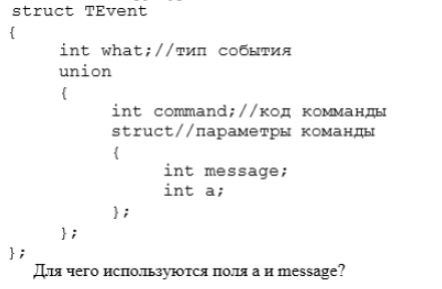 struct TEvent
{
int what;//тип события
union
{
int command;//код комманды
struct//параметры команды
{
int message;
int a;
};
};
};
Для чего используются поля a и message?